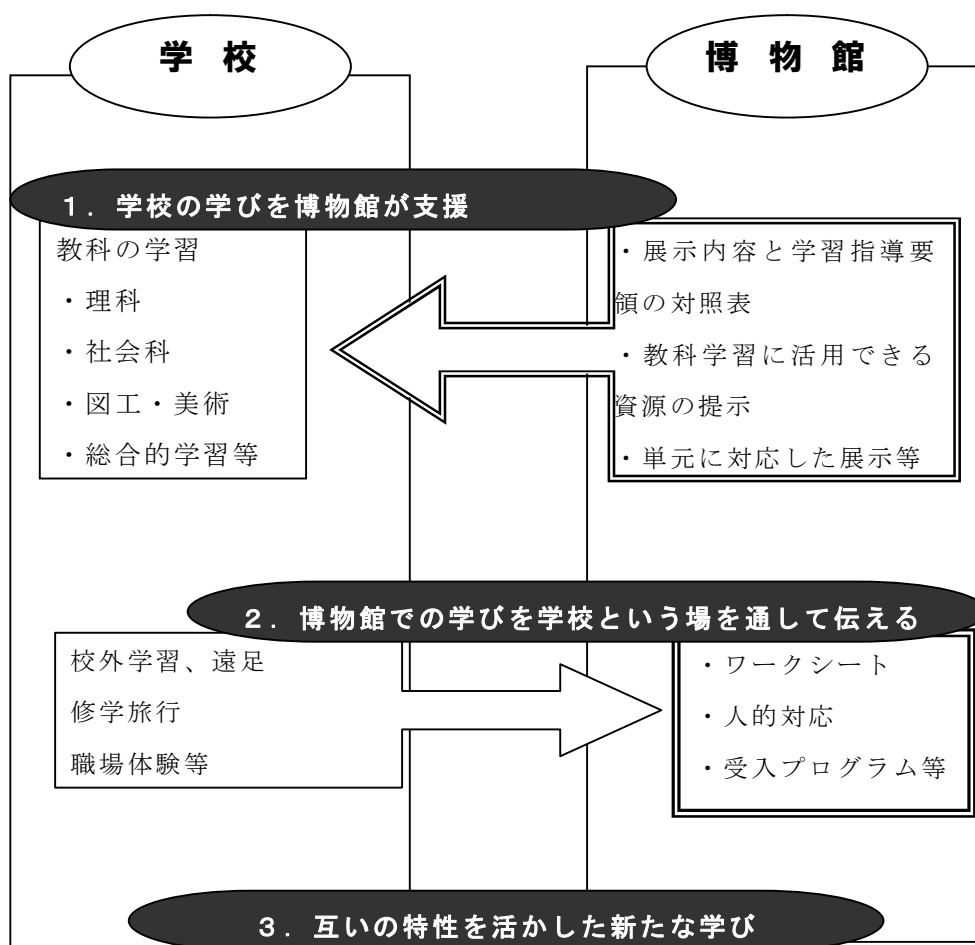 学校
博物館
1．学校の学びを博物館が支援
教科の学習
・理科
・社会科
・図工・美術
・総合的学習等
・展示内容と学習指導要
領の対照表
・教科学習に活用できる
資源の提示
・単元に対応した展示等
2．博物館での学びを学校という場を通して伝える
校外学習、遠足
修学旅行
職場体験等
・ワークシート
・人的対応
・受入プログラム等
3．互いの特性を活かした新たな学び